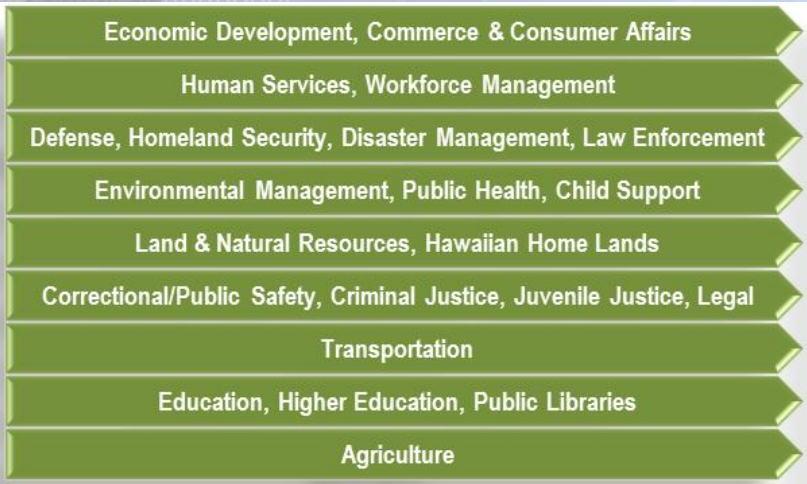 Economic Development, Commerce & Consumer Affairs
Human Services, Workforce Management
Defense, Homeland Security, Disaster Management, Law Enforcement
Environmental Management, Public Health, Child Support
Land & Natural Resources, Hawaiian Home Lands
Correctional/Public Safety, Criminal Justice, Juvenile Justice, Legal
Transportation
Education, Higher Education, Public Libraries
Agriculture